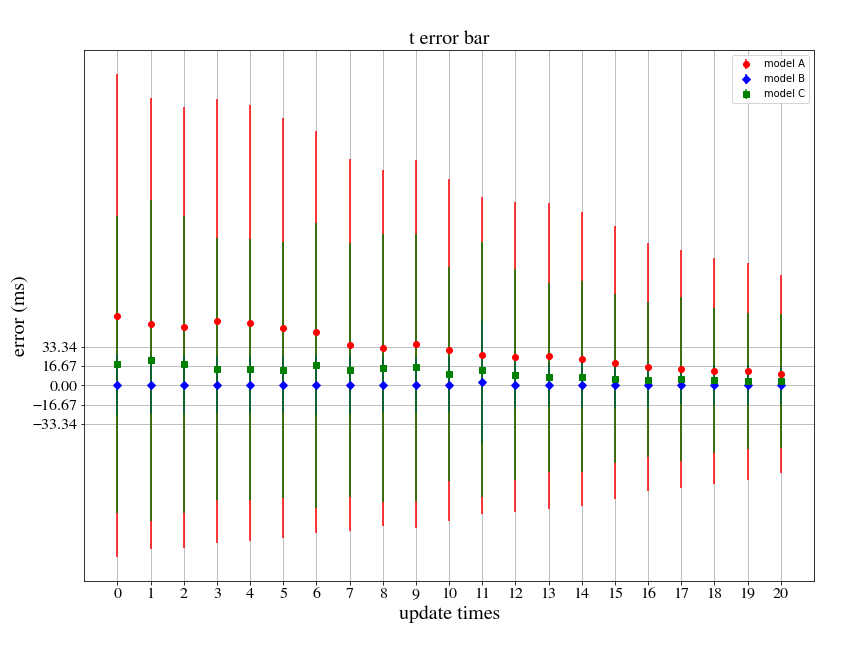 t error bar
model A
model B
model C
error (ms)
33.34
16.67
0.00
−16.67
−33.34
0 1 2 3 4 5 6 7 8 9 10 11 12 13 14 15 16 17 18 19 20
update times